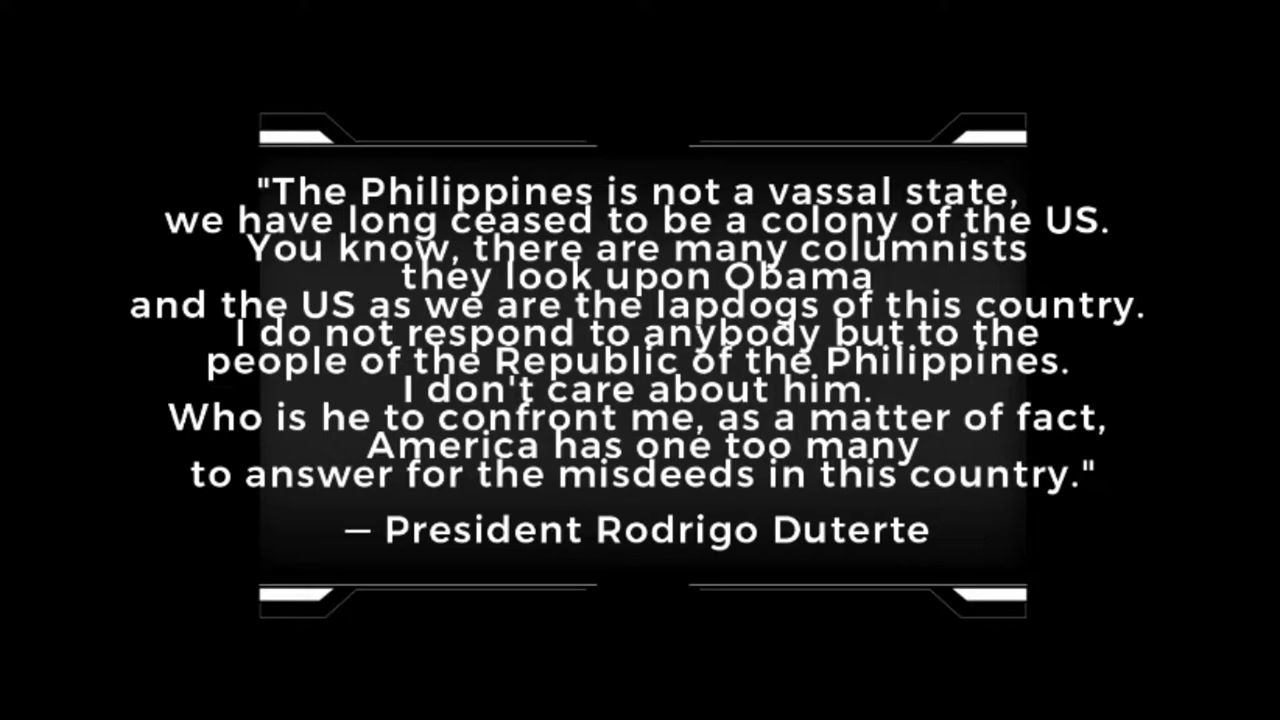 "The Philippines is not a vassal state,
we have long ceased to be a colony of the US.
You know, there are many columnists
they look upon Obama
and the US as we are the lapdogs of this country.
I do not respond to anybody but to the
people of the Republic of the Philippines.
I don't care about him.
Who is he to confront me, as a matter of fact,
America has one too many
to answer for the misdeeds in this country."
— President Rodrigo Duterte